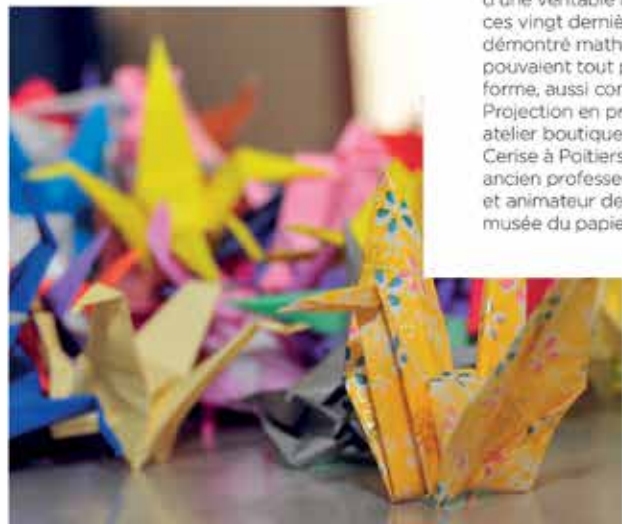 ces vingt derniè
démontré math
pouvaient tout p
forme, aussi con
Projection en pr
atelier boutique
Cerise à Poitiers
ancien professe
et animateur de
musée du papie